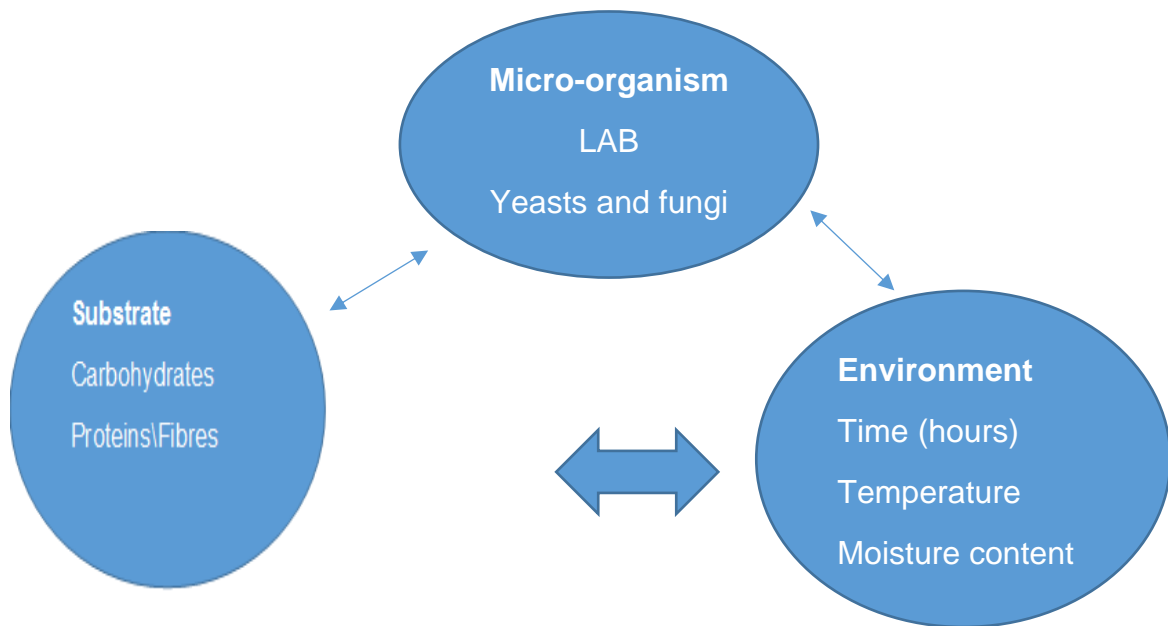 Micro-organism
LAB
Yeasts and fungi
Substrate
Carbohydrates
Proteins\Fibres
Environment
Time (hours)
Temperature
Moisture content